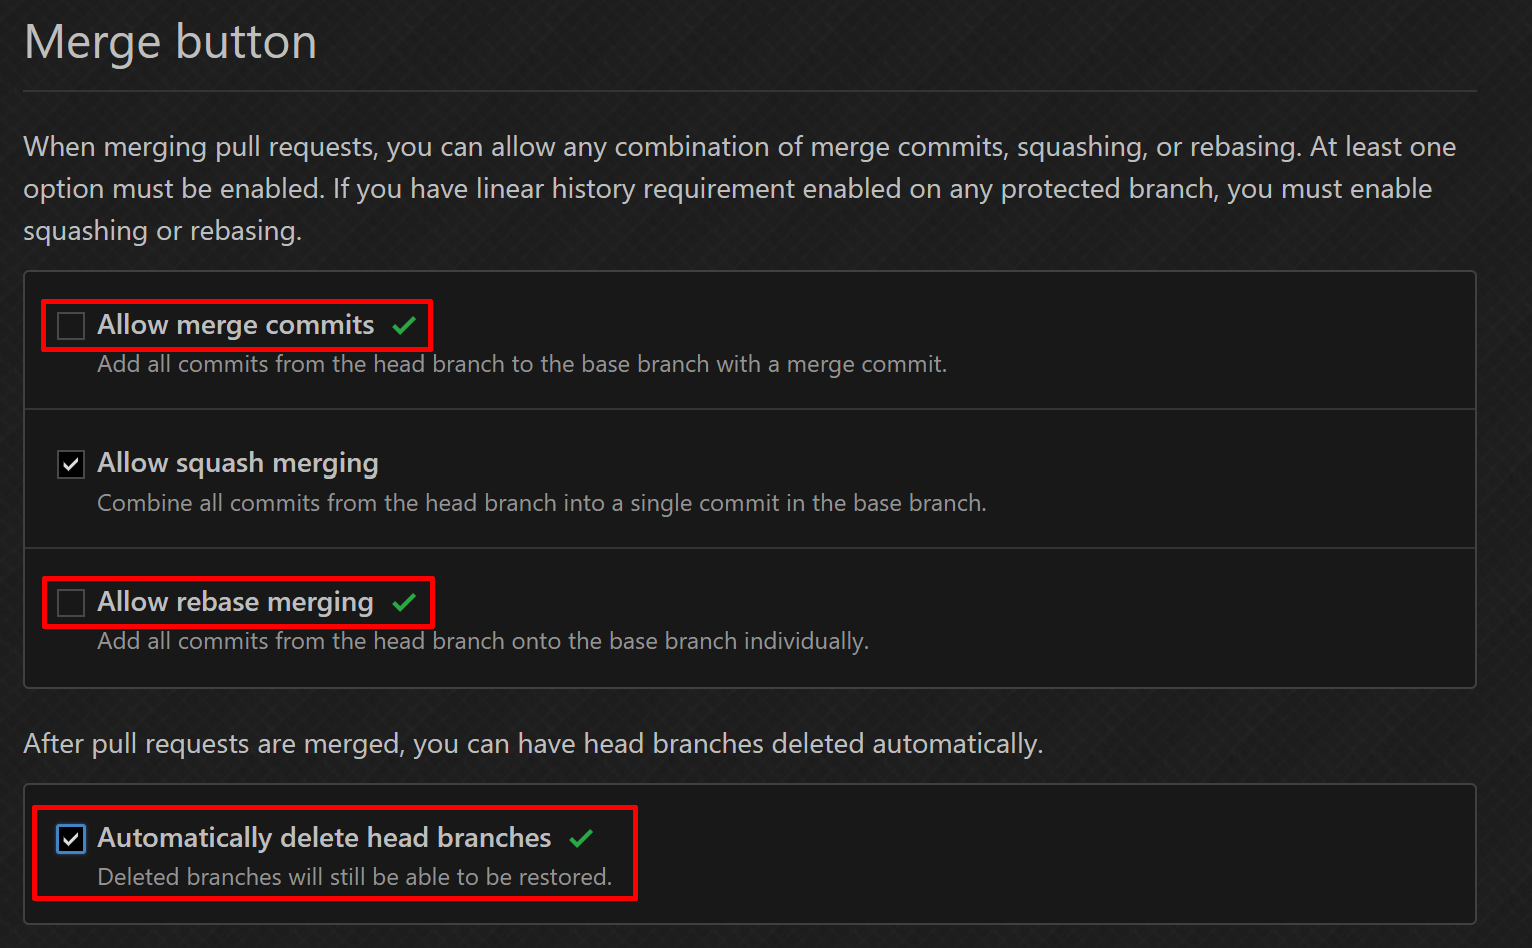 Merge button
When merging pull requests, you can allow any combination of merge commits, squashing, or rebasing. At least one
option must be enabled. If you have linear history requirement enabled on any protected branch, you must enable
squashing or rebasing.
Allow merge commits
Add all commits from the head branch to the base branch with a merge commit.
Allow squash merging
Combine all commits from the head branch into a single commit in the base branch.
Allow rebase merging
Add all commits from the head branch onto the base branch individually.
After pull requests are merged, you can have head branches deleted automatically.
Automatically delete head branches
Deleted branches will still be able to be restored.